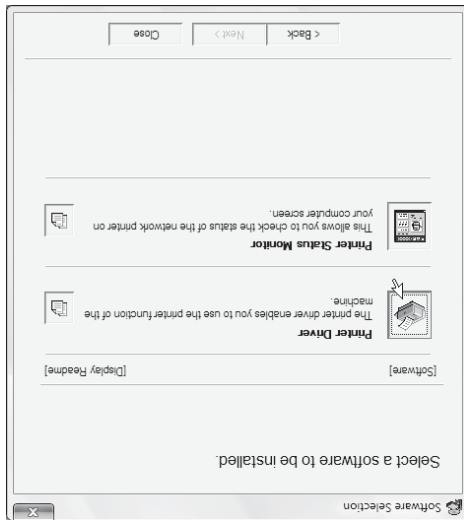 Software Selection
Select a software to be installed.
[Software] [Display Readme]
Printer Driver
The printer driver enables you to use the printer function of the
machine.
Printer Status Monitor
This allows you to check the status of the network printer on
your computer screen.
< Back Next > Close